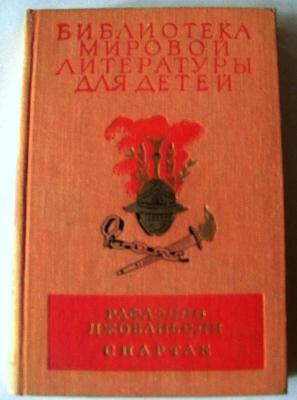 БИБЛИОТЕКА
МИРОВОЙ
ЛИТЕРАТУРЫ
ДЛЯ ДЕТЕЙ
РАФАЭЛЛО
ДЖОВАНЬОЛИ
СПАРТАК